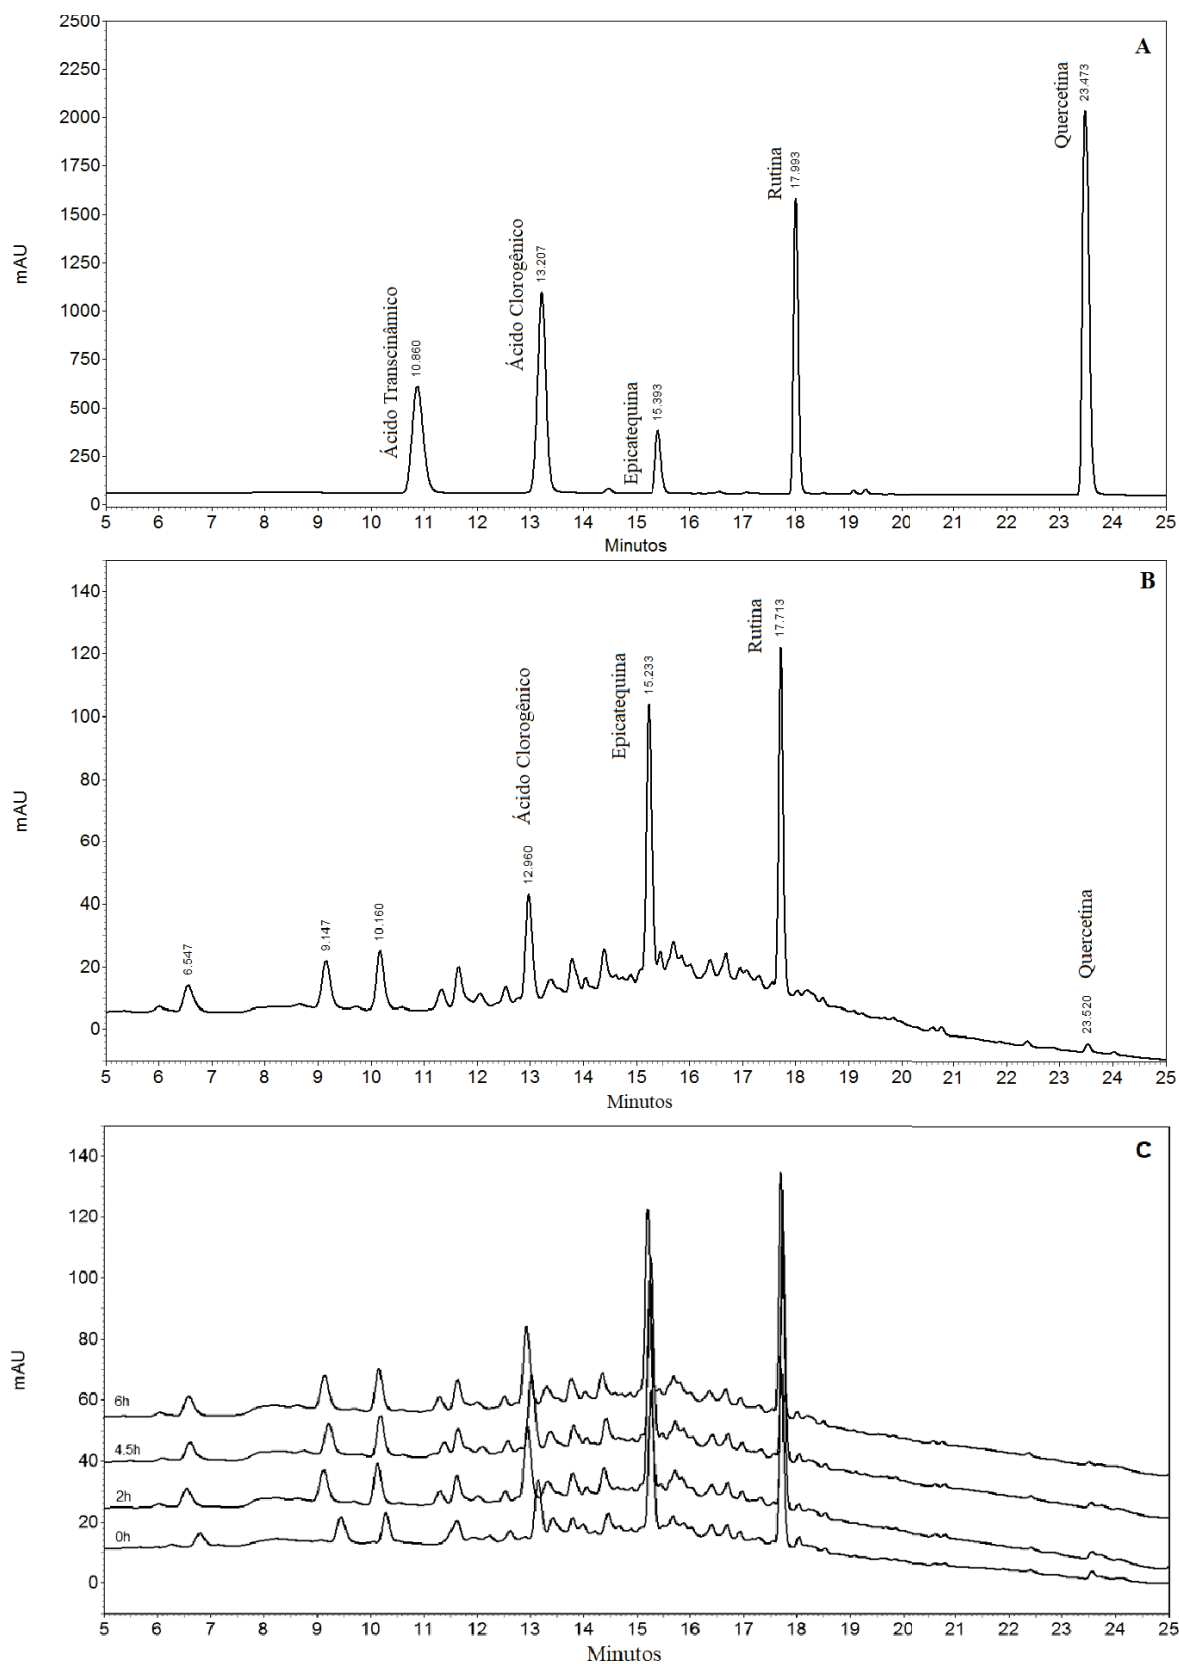 A
2500
2250
2000
1750
1500
1250
1000
750
500
250
0
mAU
Ácido Transcinâmico
10.860
Ácido Clorogênico
13.207
Epicatequina
15.393
Rutina
17.993
Quercetina
23.473
5 6 7 8 9 10 11 12 13 14 15 16 17 18 19 20 21 22 23 24 25
Minutos
B
140
120
100
80
60
40
20
0
mAU
6.547
9.147
10.160
Ácido Clorogênico
12.960
Epicatequina
15.233
Rutina
17.713
Quercetina
23.520
5 6 7 8 9 10 11 12 13 14 15 16 17 18 19 20 21 22 23 24 25
Minutos
C
140
120
100
80
60
40
20
0
mAU
6h
4.5h
2h
0h
5 6 7 8 9 10 11 12 13 14 15 16 17 18 19 20 21 22 23 24 25
Minutos